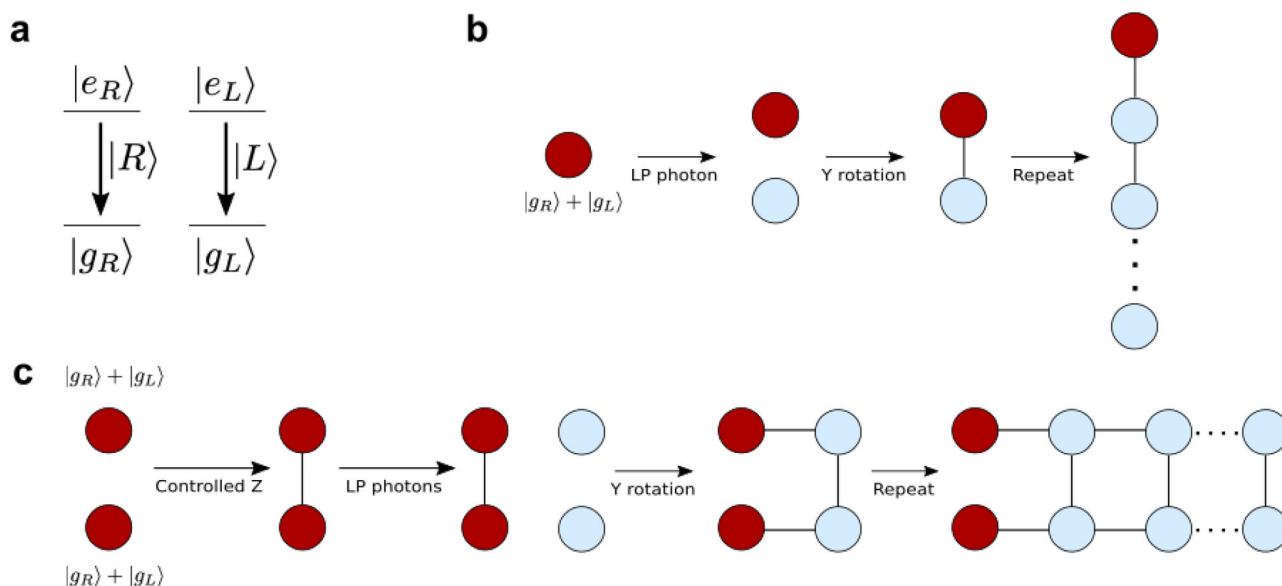 a
|e_R⟩ |e_L⟩
|R⟩ |L⟩
|g_R⟩ |g_L⟩
b
|g_R⟩ + |g_L⟩
LP photon
Y rotation
Repeat
c
|g_R⟩ + |g_L⟩
Controlled Z
LP photons
Y rotation
Repeat
|g_R⟩ + |g_L⟩